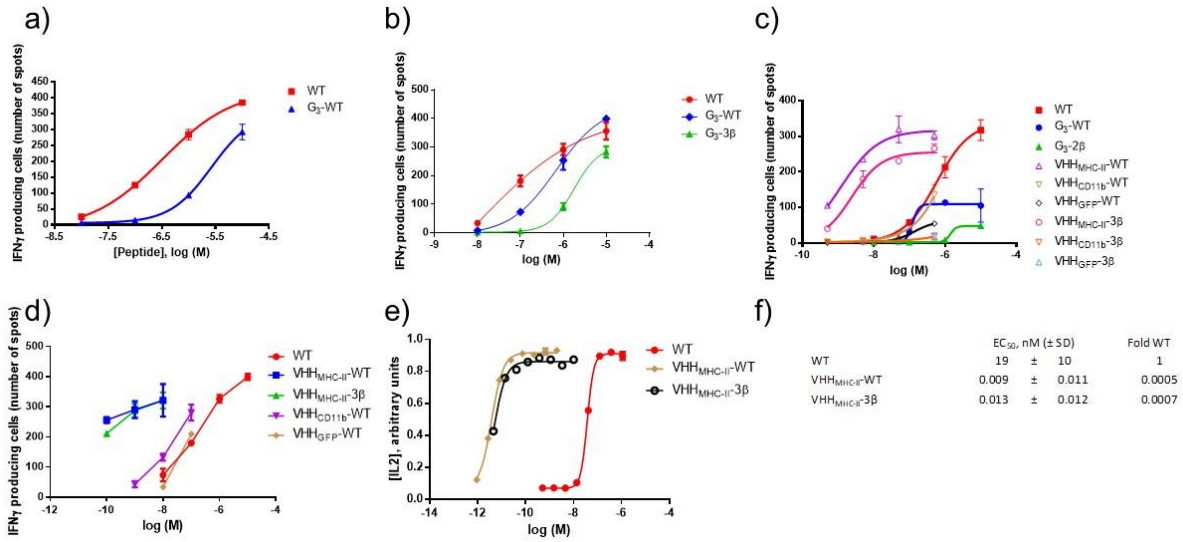 a)
IFNγ producing cells (number of spots)
450
400
350
300
250
200
150
100
50
0
-8.5 -7.5 -6.5 -5.5 -4.5
[Peptide], log (M)
WT
G3-WT
b)
IFNγ producing cells (number of spots)
500
400
300
200
100
0
-9 -8 -7 -6 -5 -4
log (M)
WT
G3-WT
G3-3β
c)
IFNγ producing cells (number of spots)
400
300
200
100
0
-10 -8 -6 -4
log (M)
WT
G3-WT
G3-2β
VHHMHC-II-WT
VHHCD11b-WT
VHHGFP-WT
VHHMHC-II-3β
VHHCD11b-3β
VHHGFP-3β
d)
IFNγ producing cells (number of spots)
500
400
300
200
100
0
-12 -10 -8 -6 -4
log (M)
WT
VHHMHC-II-WT
VHHMHC-II-3β
VHHCD11b-WT
VHHGFP-WT
e)
[IL2], arbitrary units
1.0
0.8
0.6
0.4
0.2
0.0
-14 -12 -10 -8 -6 -4
log (M)
WT
VHHMHC-II-WT
VHHMHC-II-3β
f)
EC50, nM (± SD) Fold WT
WT 19 ± 10 1
VHHMHC-II-WT 0.009 ± 0.011 0.0005
VHHMHC-II-3β 0.013 ± 0.012 0.0007